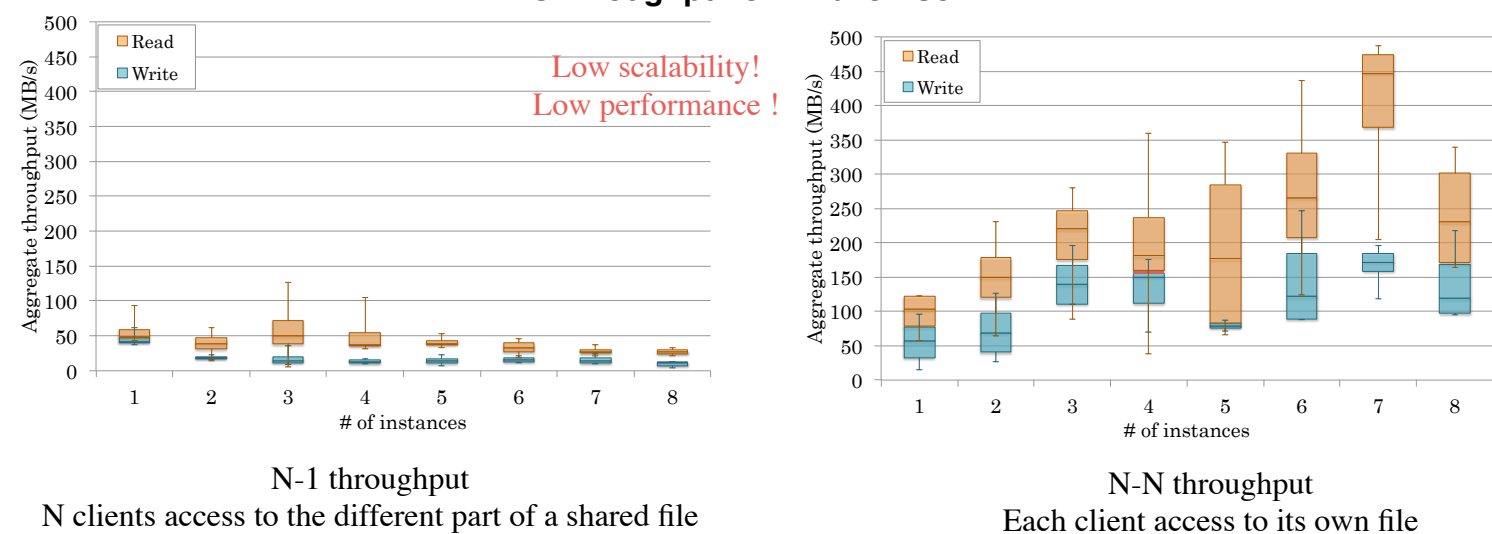 500
450
400
350
300
250
200
150
100
50
0
Aggregate throughput (MB/s)
Read
Write
Low scalability!
Low performance !
1 2 3 4 5 6 7 8
# of instances
N-1 throughput
N clients access to the different part of a shared file
500
450
400
350
300
250
200
150
100
50
0
Aggregate throughput (MB/s)
Read
Write
1 2 3 4 5 6 7 8
# of instances
N-N throughput
Each client access to its own file